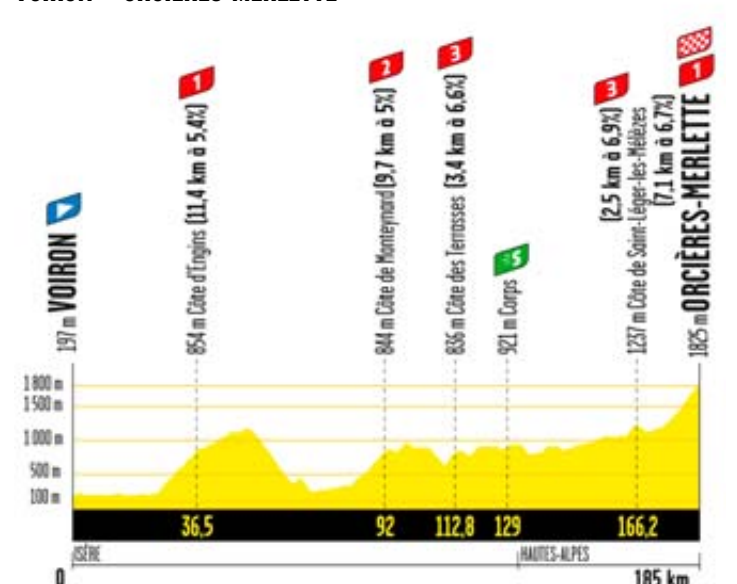 1
2
3
3
1
S
197 m VOIRON
854 m Côte d'Engins (11,4 km à 5,4%)
844 m Côte de Monteynard (9,7 km à 5%)
836 m Côte des Terrasses (3,4 km à 6,6%)
921 m Corps
1237 m Côte de Saint-Léger-les-Mélèzes
(2,5 km à 6,9%)
1825 m ORCIÈRES-MERLETTE
(7,1 km à 6,7%)
1 800 m
1 500 m
1 000 m
500 m
100 m
36,5 92 112,8 129 166,2
ISÈRE HAUTES-ALPES
0 185 km